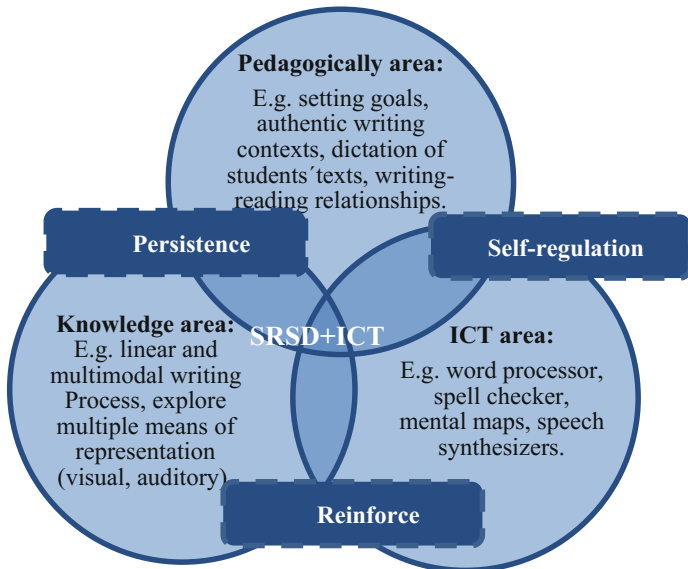 Pedagogically area:
E.g. setting goals,
authentic writing
contexts, dictation of
students´texts, writing-
reading relationships.
Persistence
Self-regulation
Knowledge area:
E.g. linear and
multimodal writing
Process, explore
multiple means of
representation
(visual, auditory)
SRSD+ICT
ICT area:
E.g. word processor,
spell checker,
mental maps, speech
synthesizers.
Reinforce